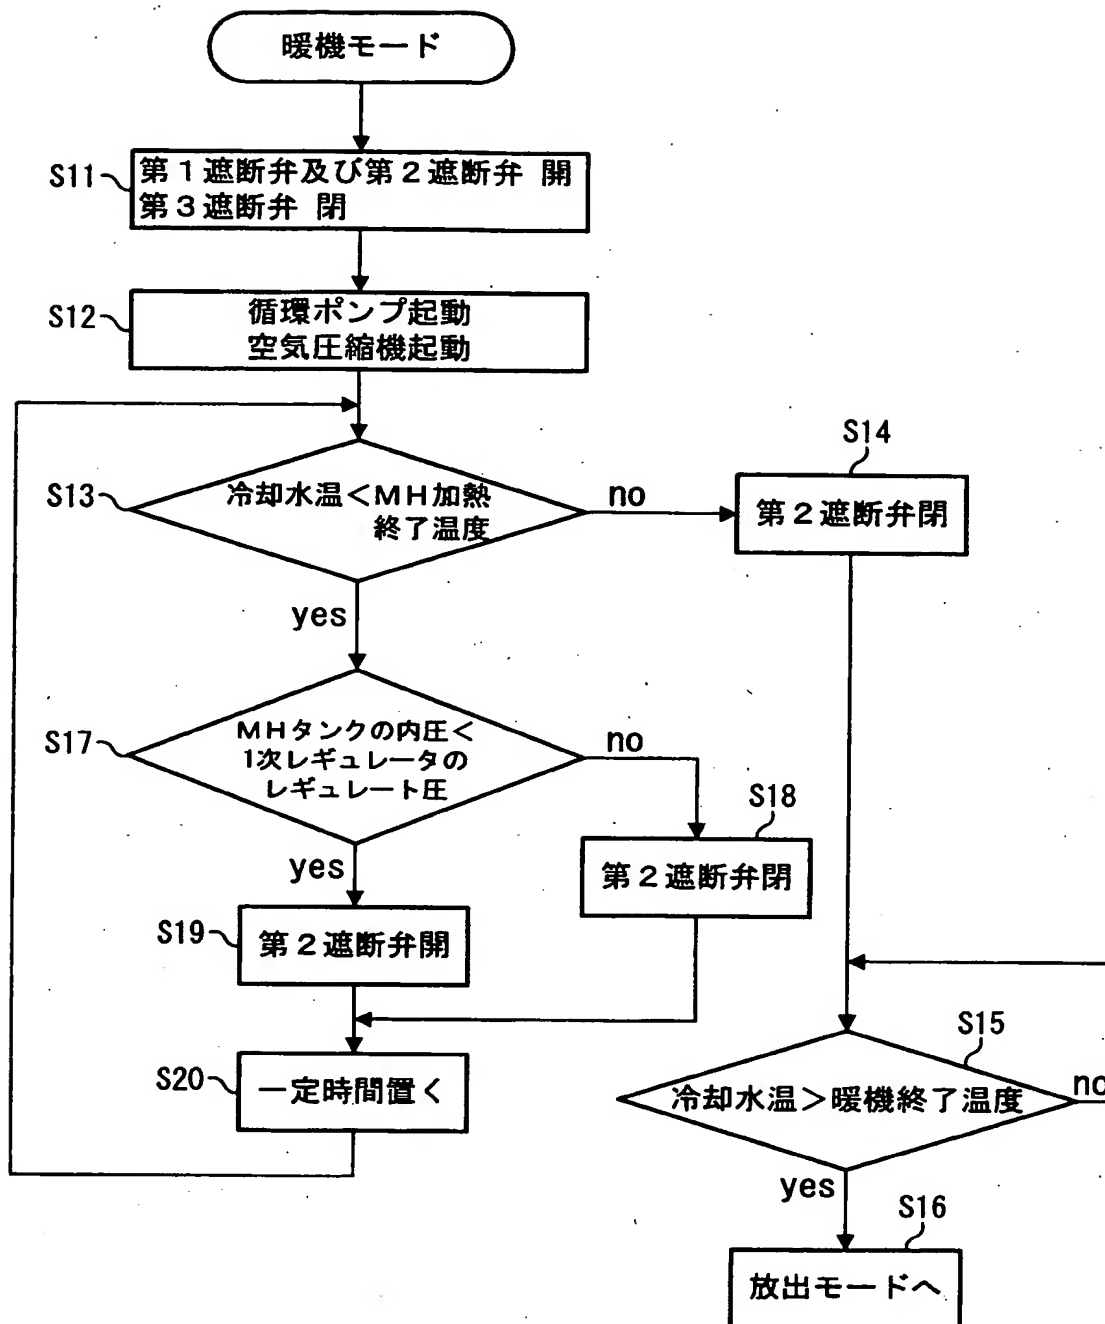 暖機モード
S11
第1遮断弁及び第2遮断弁 開
第3遮断弁 閉
S12
循環ポンプ起動
空気圧縮機起動
S13
冷却水温<MH加熱
終了温度
no
yes
S14
第2遮断弁閉
S17
MHタンクの内圧<
1次レギュレータの
レギュレート圧
no
yes
S18
第2遮断弁閉
S19
第2遮断弁開
S20
一定時間置く
S15
冷却水温>暖機終了温度
no
yes
S16
放出モードへ